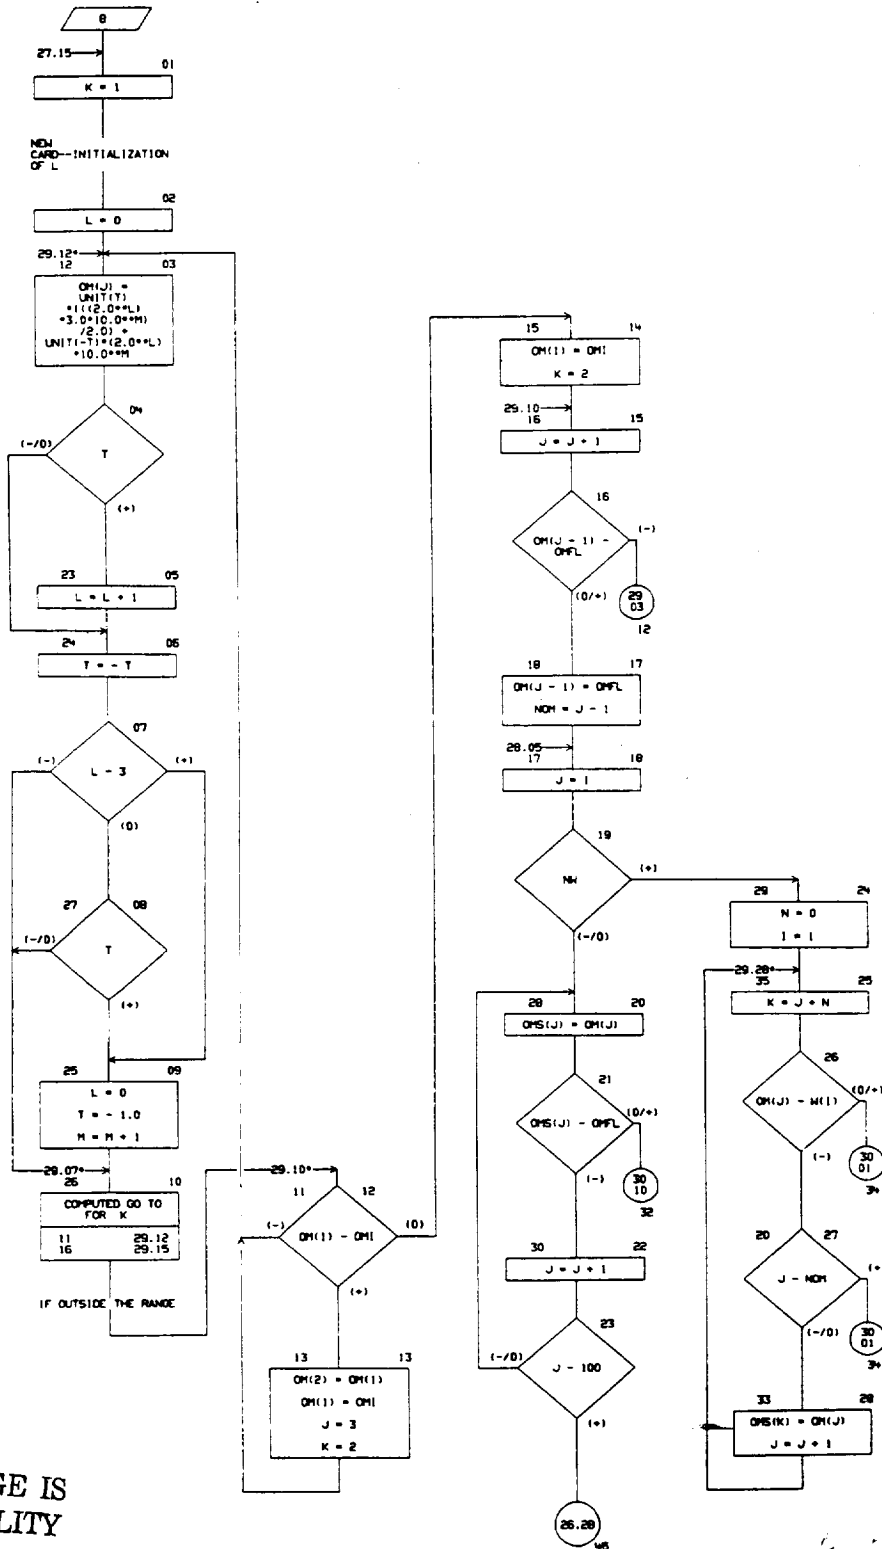 B
27.15
01
K = 1
NEW
CARD--INITIALIZATION
OF L
02
L = 0
29.12*
12
03
OM(J) =
UNIT(T)
*1((2.0**L)
*3.0*10.0**M)
/2.0) +
UNIT(-T)*(2.0**L)
*10.0**M
04
(-/0)
T
(+)
23
05
L = L + 1
24
06
T = - T
07
(-)
L - 3
(+)
(0)
27
08
(-/0)
T
(+)
25
09
L = 0
T = - 1.0
M = M + 1
29.07*
26
10
COMPUTED GO TO
FOR K
11 29.12
16 29.15
IF OUTSIDE THE RANGE
29.10*
11
12
(-)
OM(1) - OMI
(0)
(+)
13
13
OM(2) = OM(1)
OM(1) = OMI
J = 3
K = 2
15
14
OM(1) = OMI
K = 2
29.10
16
15
J = J + 1
16
(-)
OM(J - 1) -
OMFL
(0/+)
29
03
12
18
17
OM(J - 1) = OMFL
NOM = J - 1
28.05
17
18
J = 1
19
NW
(+)
(-/0)
28
20
OMS(J) = OM(J)
21
(0/+)
OMS(J) - OMFL
(-)
30
10
32
30
22
J = J + 1
23
(-/0)
J - 100
(+)
26.28
29
24
N = 0
I = 1
29.28*
35
25
K = J + N
26
(0/+)
OM(J) - W(I)
(-)
30
01
34
20
27
J - NOM
(+
(-/0)
30
01
34
33
28
OMS(K) = OM(J)
J = J + 1
GE IS
LITY